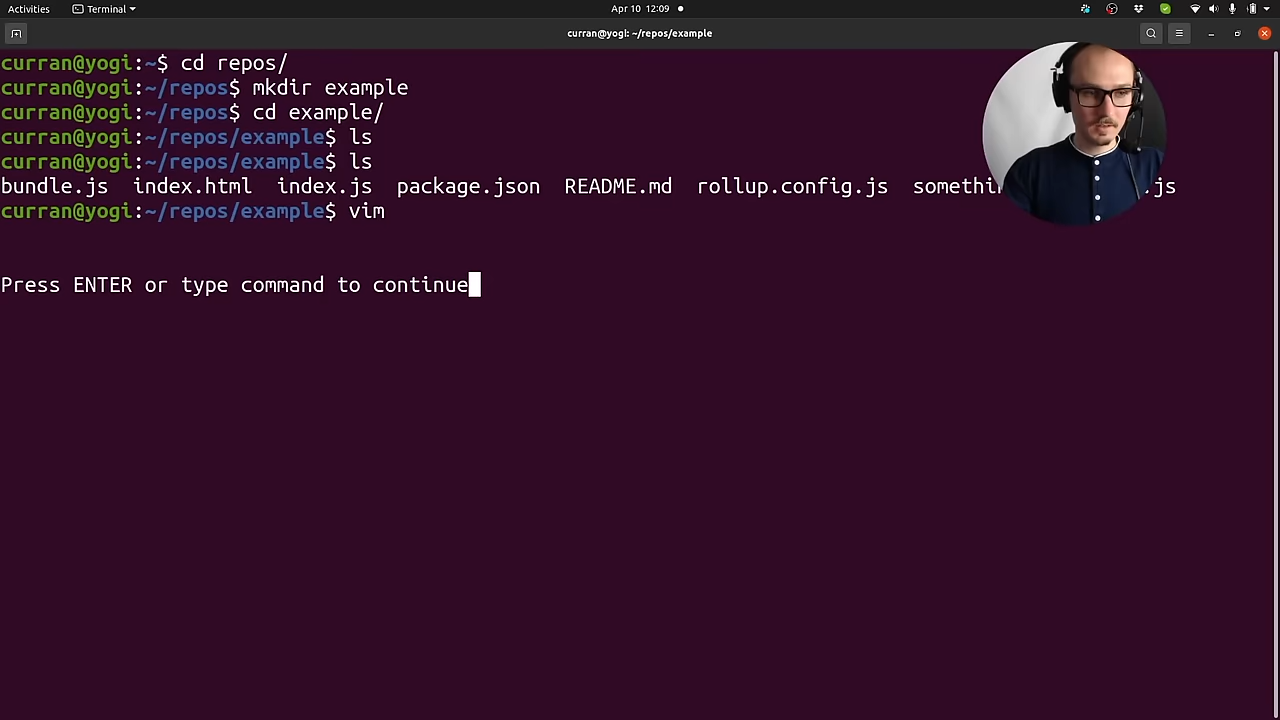 Activities Terminal Apr 10 12:09
curran@yogi: ~/repos/example
curran@yogi:~$ cd repos/
curran@yogi:~/repos$ mkdir example
curran@yogi:~/repos$ cd example/
curran@yogi:~/repos/example$ ls
curran@yogi:~/repos/example$ ls
bundle.js index.html index.js package.json README.md rollup.config.js
curran@yogi:~/repos/example$ vim
Press ENTER or type command to continue